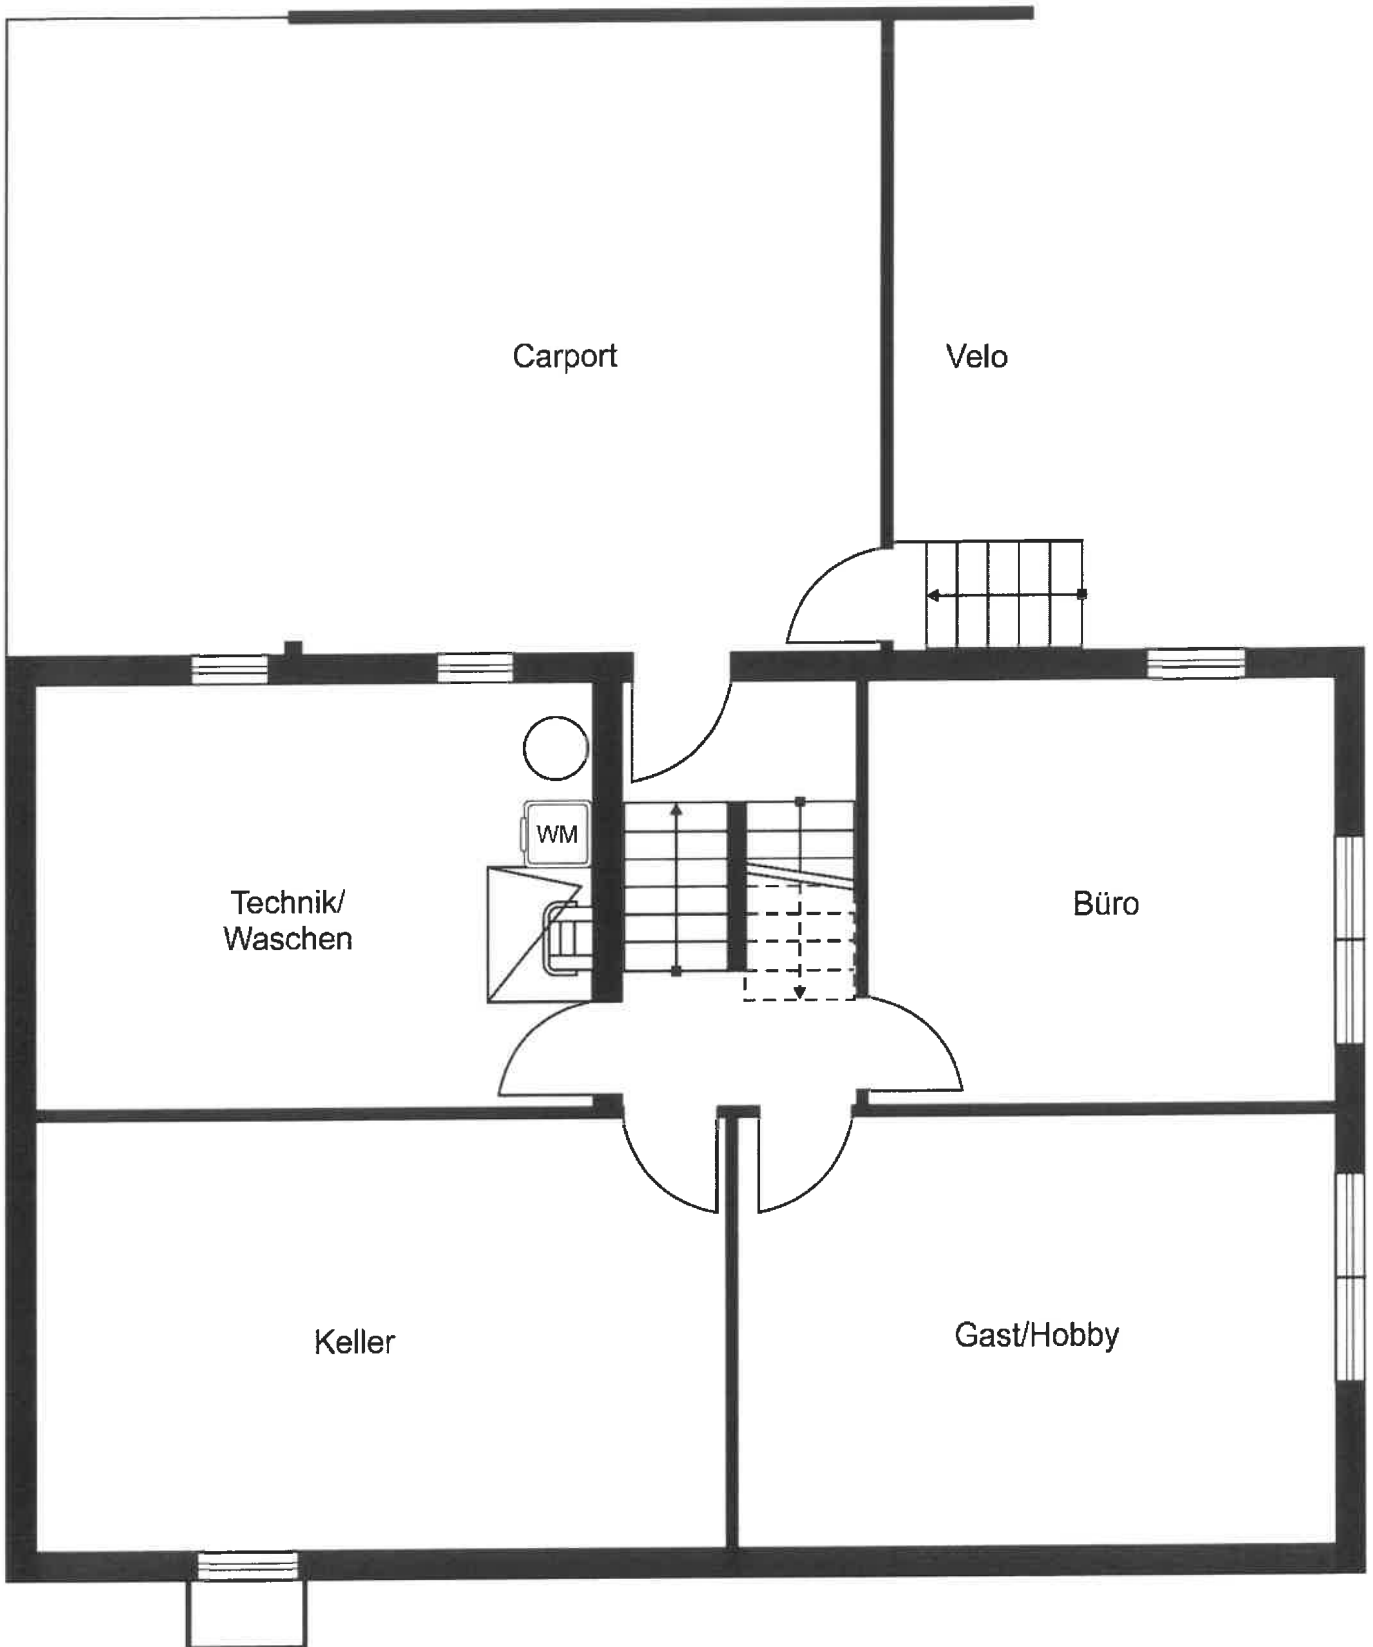 Carport
Velo
WM
Technik/
Waschen
Büro
Keller
Gast/Hobby